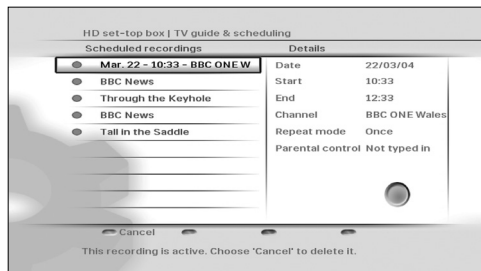 HD set-top box | TV guide & scheduling
Scheduled recordings Details
Mar. 22 - 10:33 - BBC ONE W
BBC News
Through the Keyhole
BBC News
Tall in the Saddle
Date 22/03/04
Start 10:33
End 12:33
Channel BBC ONE Wales
Repeat mode Once
Parental control Not typed in
Cancel
This recording is active. Choose 'Cancel' to delete it.